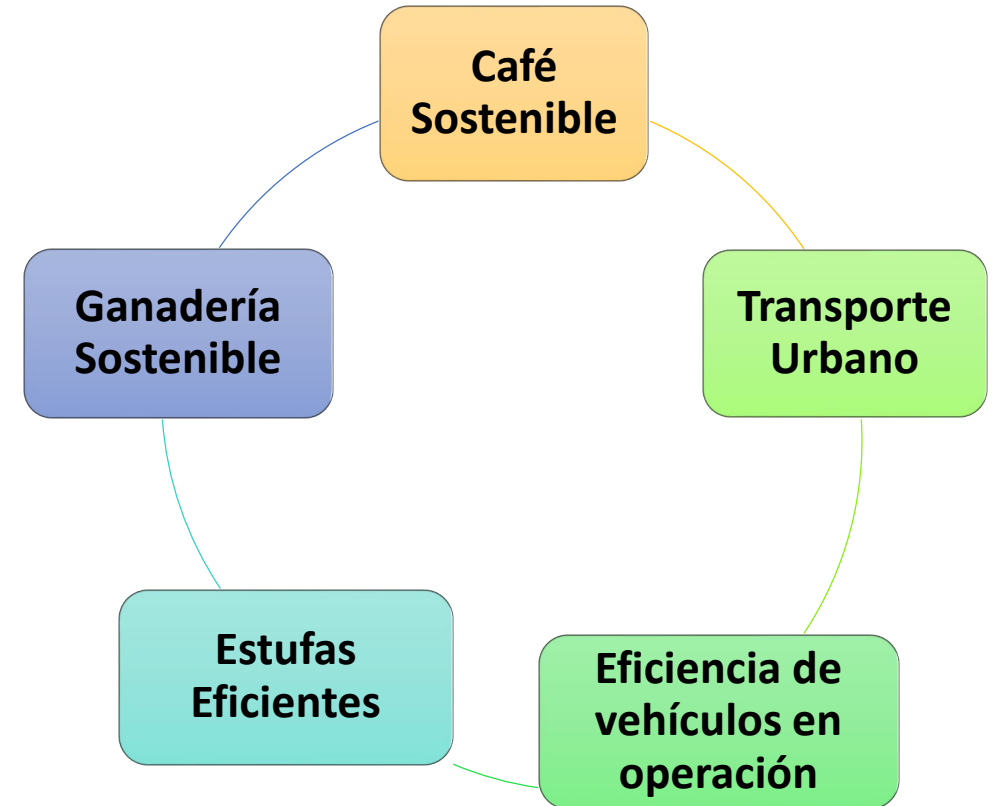 Café
Sostenible
Transporte
Urbano
Eficiencia de
vehículos en
operación
Estufas
Eficientes
Ganadería
Sostenible